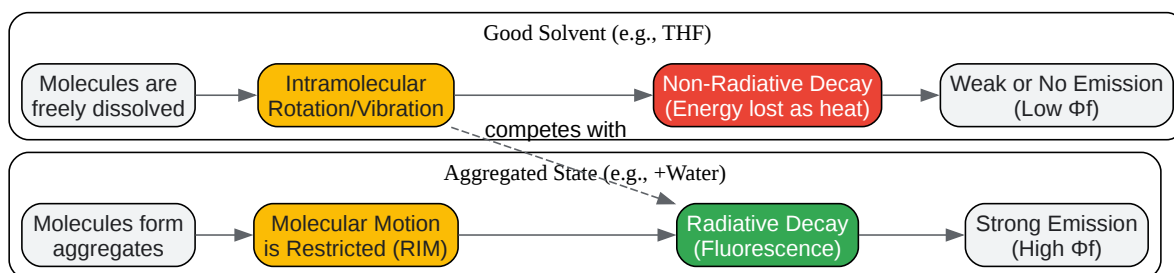 Good Solvent (e.g., THF)
Molecules are
freely dissolved
Intramolecular
Rotation/Vibration
Non-Radiative Decay
(Energy lost as heat)
Weak or No Emission
(Low Φf)
competes with
Aggregated State (e.g., +Water)
Molecules form
aggregates
Molecular Motion
is Restricted (RIM)
Radiative Decay
(Fluorescence)
Strong Emission
(High Φf)